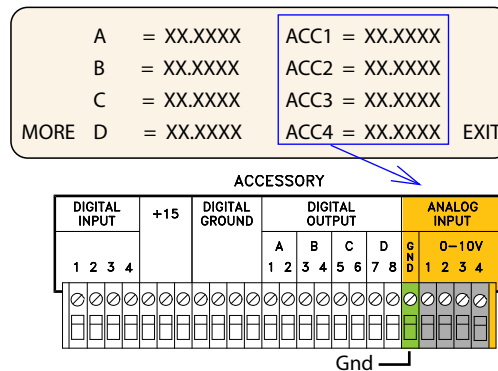 A = XX.XXXX ACC1 = XX.XXXX
B = XX.XXXX ACC2 = XX.XXXX
C = XX.XXXX ACC3 = XX.XXXX
MORE D = XX.XXXX ACC4 = XX.XXXX EXIT
ACCESSORY
DIGITAL INPUT +15 DIGITAL GROUND DIGITAL OUTPUT ANALOG INPUT
A B C D GND 0-10V
1 2 3 4 1 2 3 4 5 6 7 8 1 2 3 4
Gnd